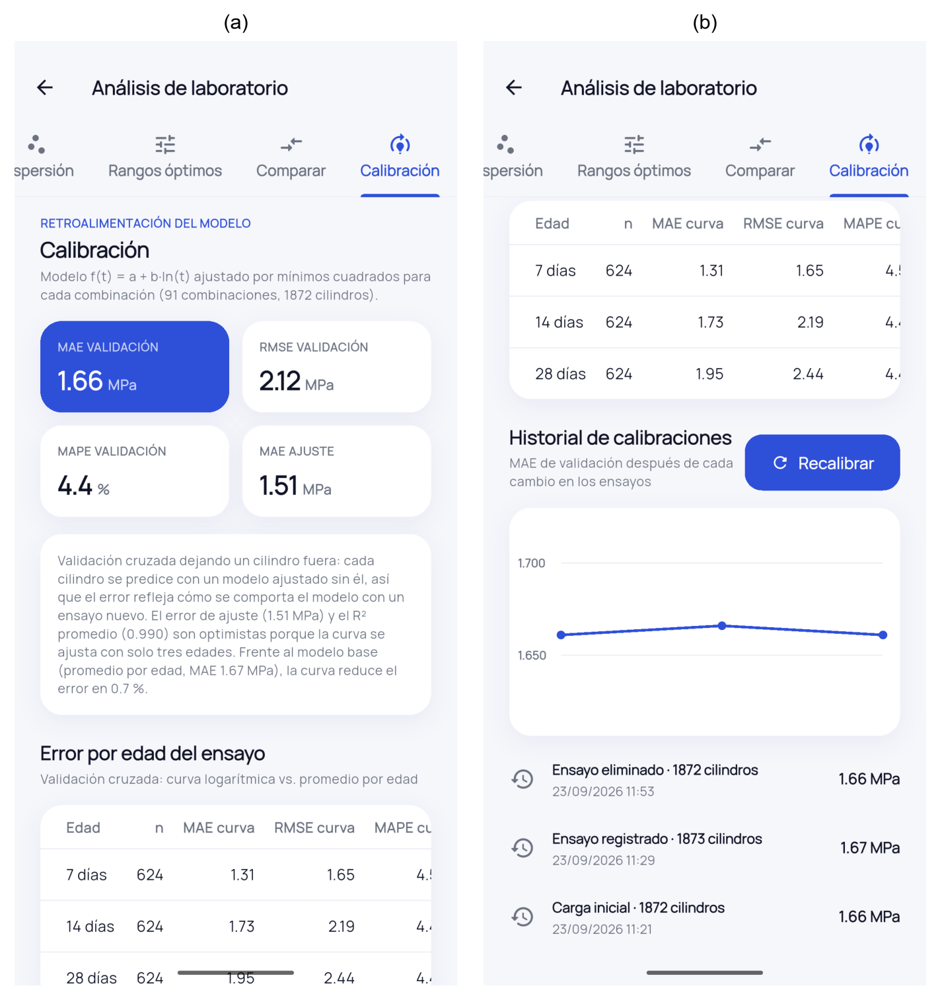 (a)
Análisis de laboratorio
spersión
Rangos óptimos
Comparar
Calibración
RETROALIMENTACIÓN DEL MODELO
Calibración
Modelo f(t) = a + b·ln(t) ajustado por mínimos cuadrados para
cada combinación (91 combinaciones, 1872 cilindros).
MAE VALIDACIÓN
1.66 MPa
RMSE VALIDACIÓN
2.12 MPa
MAPE VALIDACIÓN
4.4 %
MAE AJUSTE
1.51 MPa
Validación cruzada dejando un cilindro fuera: cada
cilindro se predice con un modelo ajustado sin él, así
que el error refleja cómo se comporta el modelo con un
ensayo nuevo. El error de ajuste (1.51 MPa) y el R²
promedio (0.990) son optimistas porque la curva se
ajusta con solo tres edades. Frente al modelo base
(promedio por edad, MAE 1.67 MPa), la curva reduce el
error en 0.7 %.
Error por edad del ensayo
Validación cruzada: curva logarítmica vs. promedio por edad
Edad n MAE curva RMSE curva MAPE cu
7 días 624 1.31 1.65 4.5
14 días 624 1.73 2.19 4.4
28 días 624 1.95 2.44 4.4
(b)
Análisis de laboratorio
spersión
Rangos óptimos
Comparar
Calibración
Edad n MAE curva RMSE curva MAPE cu
7 días 624 1.31 1.65 4.5
14 días 624 1.73 2.19 4.4
28 días 624 1.95 2.44 4.4
Historial de calibraciones
MAE de validación después de cada
cambio en los ensayos
Recalibrar
1.700
1.650
Ensayo eliminado · 1872 cilindros
23/09/2026 11:53
1.66 MPa
Ensayo registrado · 1873 cilindros
23/09/2026 11:29
1.67 MPa
Carga inicial · 1872 cilindros
23/09/2026 11:21
1.66 MPa